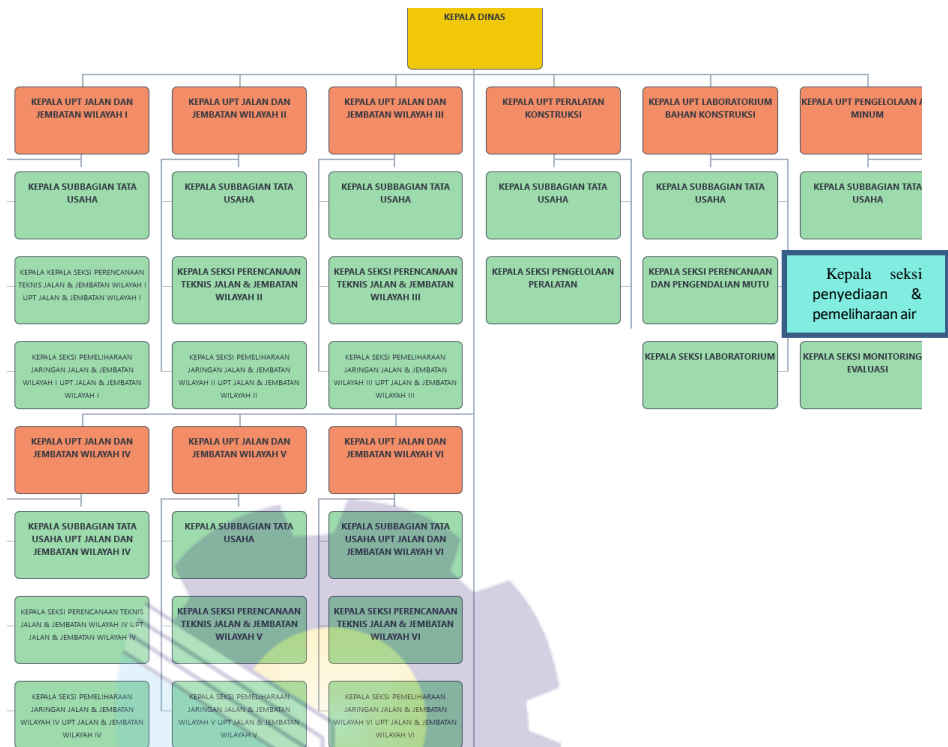 KEPALA DINAS
KEPALA UPT JALAN DAN
JEMBATAN WILAYAH I
KEPALA UPT JALAN DAN
JEMBATAN WILAYAH II
KEPALA UPT JALAN DAN
JEMBATAN WILAYAH III
KEPALA UPT PERALATAN
KONSTRUKSI
KEPALA UPT LABORATORIUM
BAHAN KONSTRUKSI
KEPALA UPT PENGELOLAAN A
MINUM
KEPALA SUBBAGIAN TATA
USAHA
KEPALA SUBBAGIAN TATA
USAHA
KEPALA SUBBAGIAN TATA
USAHA
KEPALA SUBBAGIAN TATA
USAHA
KEPALA SUBBAGIAN TATA
USAHA
KEPALA SUBBAGIAN TATA
USAHA
KEPALA KEPALA SEKSI PERENCANAAN
TEKNIS JALAN & JEMBATAN WILAYAH I
UPT JALAN & JEMBATAN WILAYAH I
KEPALA SEKSI PERENCANAAN
TEKNIS JALAN & JEMBATAN
WILAYAH II
KEPALA SEKSI PERENCANAAN
TEKNIS JALAN & JEMBATAN
WILAYAH III
KEPALA SEKSI PENGELOLAAN
PERALATAN
KEPALA SEKSI PERENCANAAN
DAN PENGENDALIAN MUTU
Kepala seksi
penyediaan &
pemeliharaan air
KEPALA SEKSI PEMELIHARAAN
JARINGAN JALAN & JEMBATAN
WILAYAH I UPT JALAN & JEMBATAN
WILAYAH I
KEPALA SEKSI PEMELIHARAAN
JARINGAN JALAN & JEMBATAN
WILAYAH II UPT JALAN & JEMBATAN
WILAYAH II
KEPALA SEKSI PEMELIHARAAN
JARINGAN JALAN & JEMBATAN
WILAYAH III UPT JALAN & JEMBATAN
WILAYAH III
KEPALA SEKSI LABORATORIUM
KEPALA SEKSI MONITORING
EVALUASI
KEPALA UPT JALAN DAN
JEMBATAN WILAYAH IV
KEPALA UPT JALAN DAN
JEMBATAN WILAYAH V
KEPALA UPT JALAN DAN
JEMBATAN WILAYAH VI
KEPALA SUBBAGIAN TATA
USAHA UPT JALAN DAN
JEMBATAN WILAYAH IV
KEPALA SUBBAGIAN TATA
USAHA
KEPALA SUBBAGIAN TATA
USAHA UPT JALAN DAN
JEMBATAN WILAYAH VI
KEPALA SEKSI PERENCANAAN TEKNIS
JALAN & JEMBATAN WILAYAH IV UPT
JALAN & JEMBATAN WILAYAH IV
KEPALA SEKSI PERENCANAAN
TEKNIS JALAN & JEMBATAN
WILAYAH V
KEPALA SEKSI PERENCANAAN
TEKNIS JALAN & JEMBATAN
WILAYAH VI
KEPALA SEKSI PEMELIHARAAN
JARINGAN JALAN & JEMBATAN
WILAYAH IV UPT JALAN & JEMBATAN
WILAYAH IV
KEPALA SEKSI PEMELIHARAAN
JARINGAN JALAN & JEMBATAN
WILAYAH V UPT JALAN & JEMBATAN
WILAYAH V
KEPALA SEKSI PEMELIHARAAN
JARINGAN JALAN & JEMBATAN
WILAYAH VI UPT JALAN & JEMBATAN
WILAYAH VI